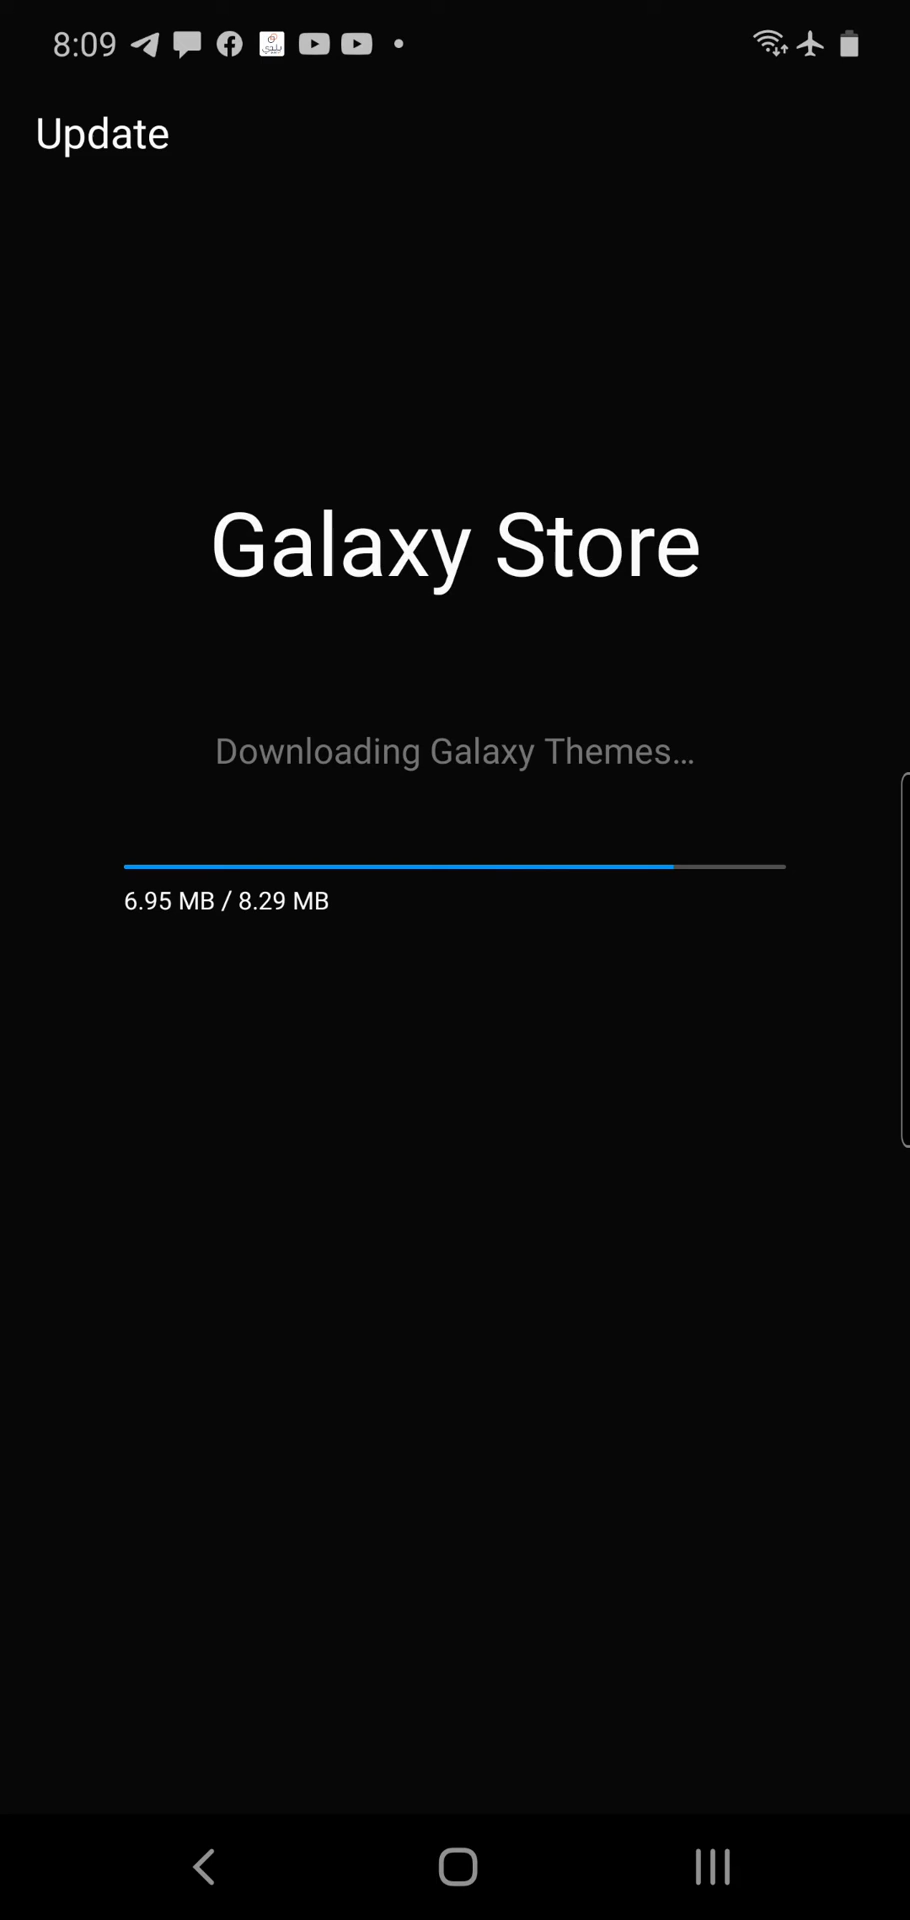 8:09
Update
Galaxy Store
Downloading Galaxy Themes...
6.95 MB / 8.29 MB